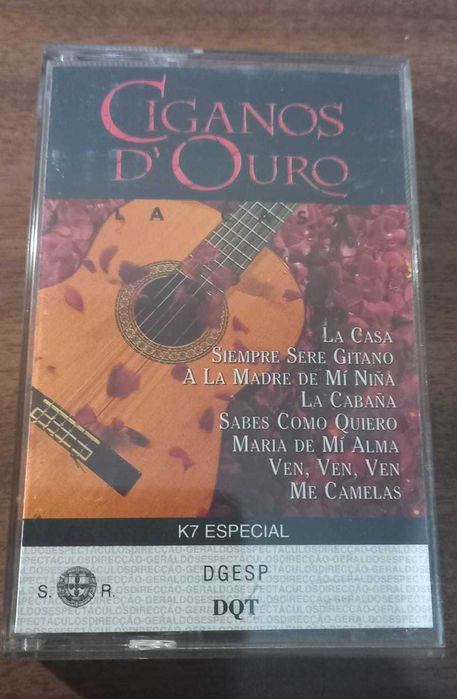 CIGANOS
D'OURO
LA CASA
LA CASA
SIEMPRE SERE GITANO
A LA MADRE DE MÍ NIÑA
LA CABAÑA
SABES COMO QUIERO
MARIA DE MÍ ALMA
VEN, VEN, VEN
ME CAMELAS
K7 ESPECIAL
DGESP
S. R.
DQT